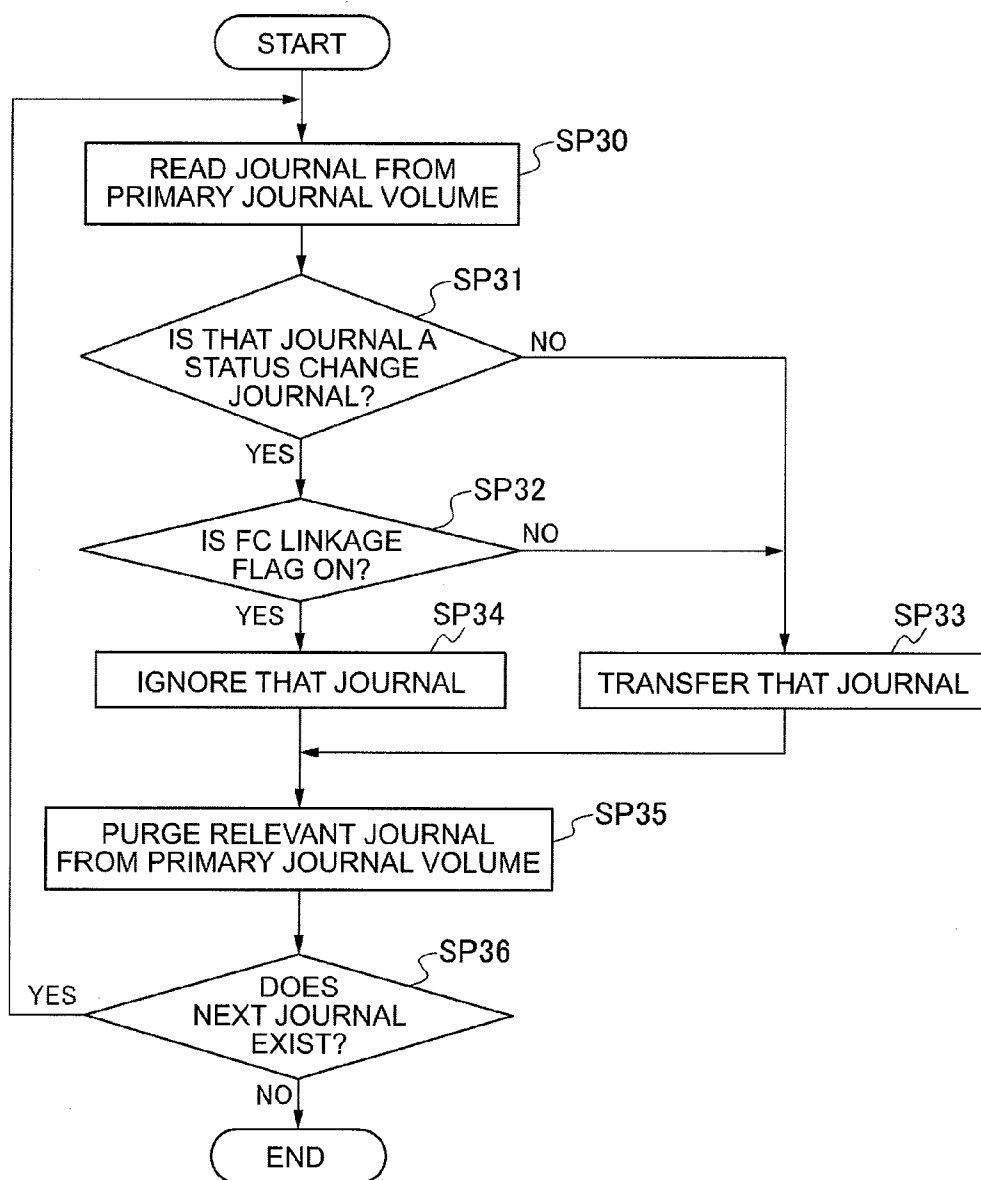 START
SP30
READ JOURNAL FROM
PRIMARY JOURNAL VOLUME
SP31
IS THAT JOURNAL A
STATUS CHANGE
JOURNAL?
NO
YES
SP32
IS FC LINKAGE
FLAG ON?
NO
YES
SP34
IGNORE THAT JOURNAL
SP33
TRANSFER THAT JOURNAL
SP35
PURGE RELEVANT JOURNAL
FROM PRIMARY JOURNAL VOLUME
SP36
DOES
NEXT JOURNAL
EXIST?
YES
NO
END